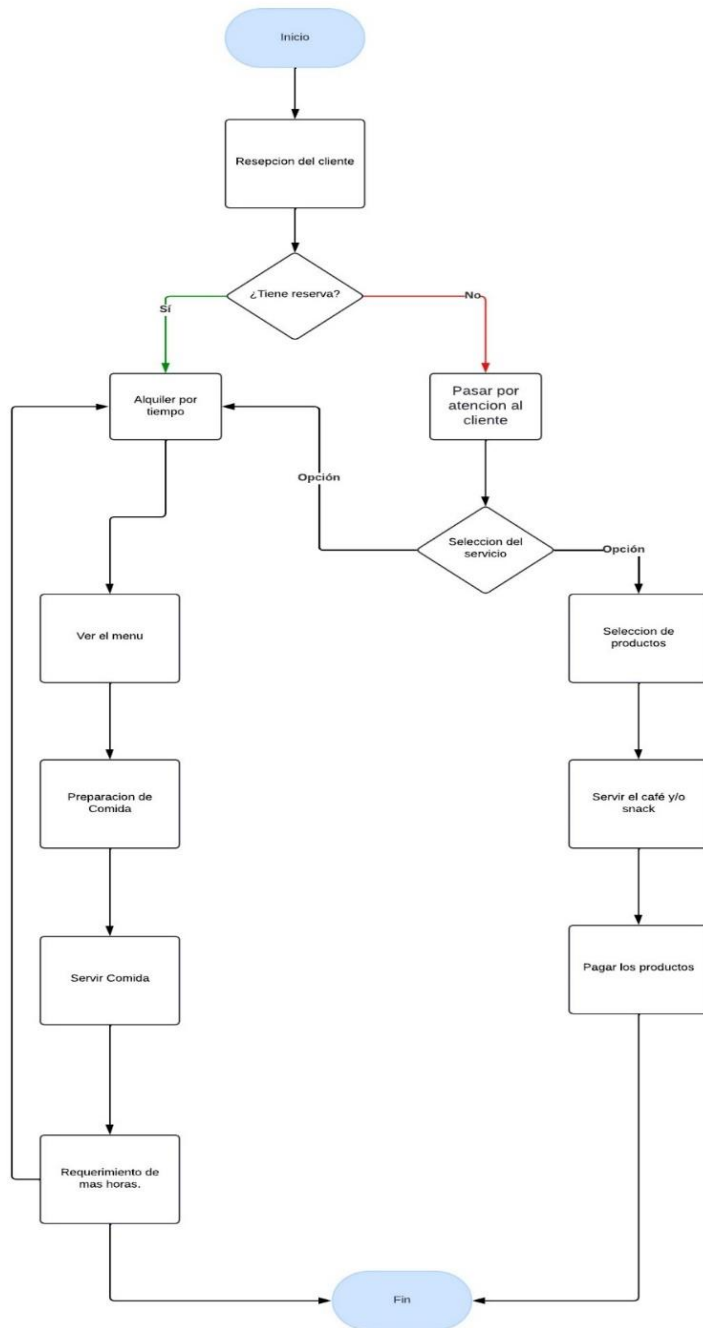 Inicio
Resepcion del cliente
¿Tiene reserva?
Sí
No
Alquiler por
tiempo
Pasar por
atencion al
cliente
Opción
Seleccion del
servicio
Opción
Ver el menu
Seleccion de
productos
Preparacion de
Comida
Servir el café y/o
snack
Servir Comida
Pagar los productos
Requerimiento de
mas horas.
Fin